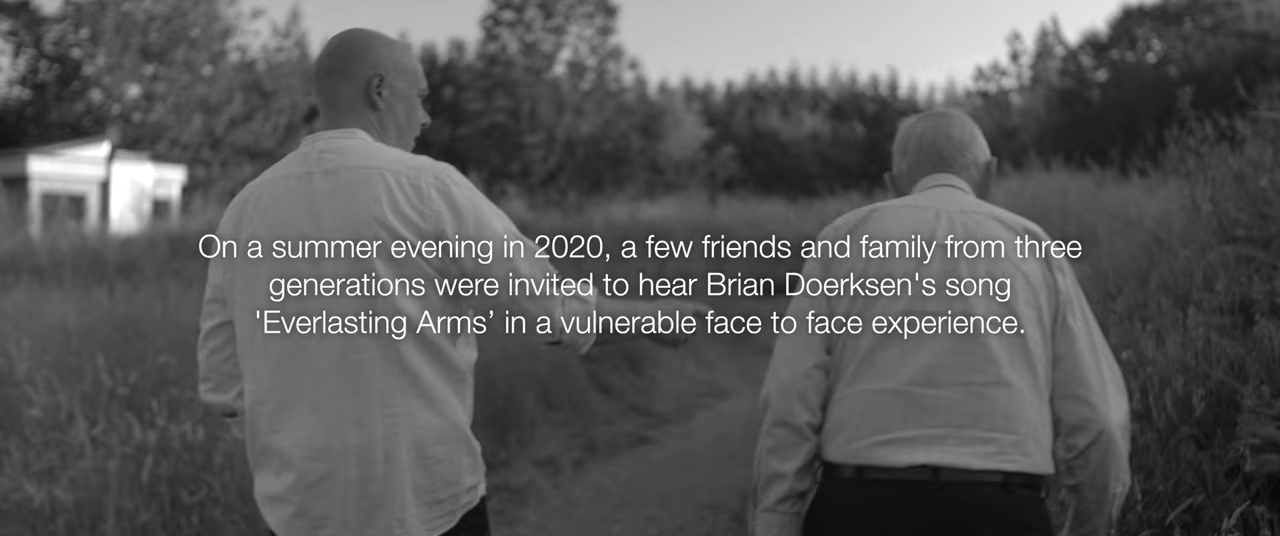 On a summer evening in 2020, a few friends and family from three
generations were invited to hear Brian Doerksen's song
'Everlasting Arms’ in a vulnerable face to face experience.